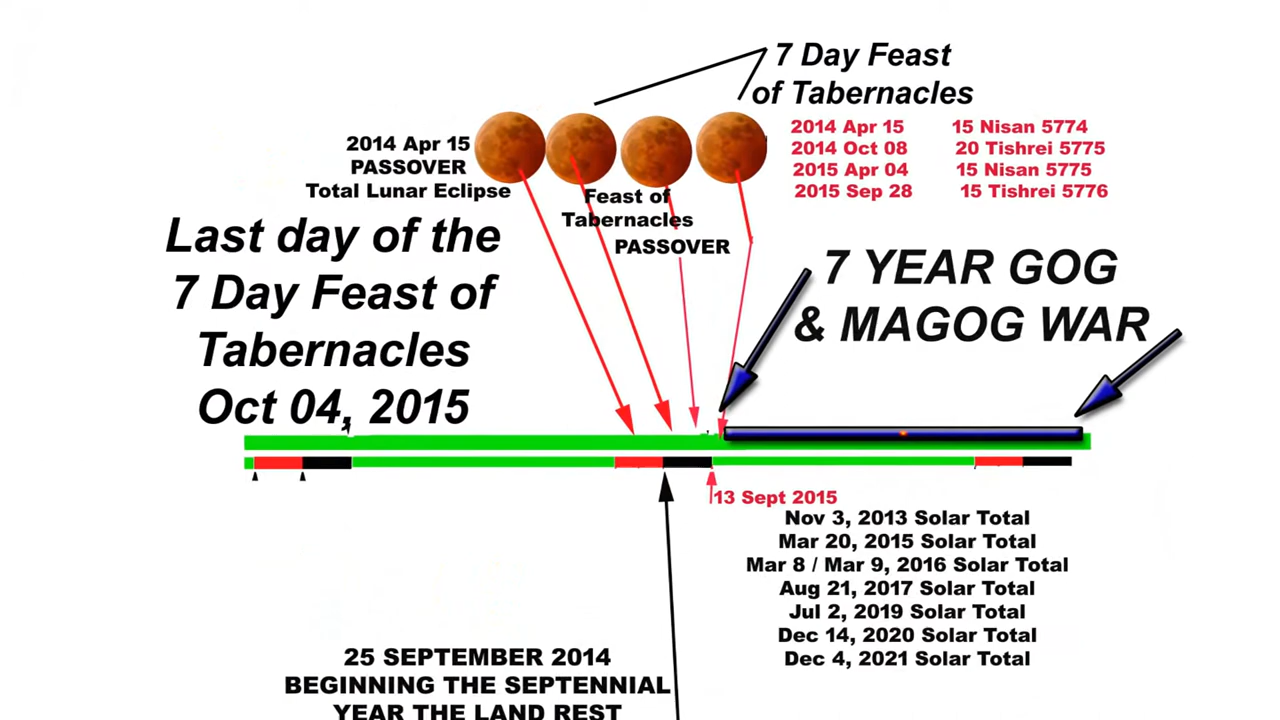 7 Day Feast
of Tabernacles
2014 Apr 15 15 Nisan 5774
2014 Oct 08 20 Tishrei 5775
2015 Apr 04 15 Nisan 5775
2015 Sep 28 15 Tishrei 5776
2014 Apr 15
PASSOVER
Total Lunar Eclipse
Feast of
Tabernacles
PASSOVER
Last day of the
7 Day Feast of
Tabernacles
Oct 04, 2015
7 YEAR GOG
& MAGOG WAR
13 Sept 2015
Nov 3, 2013 Solar Total
Mar 20, 2015 Solar Total
Mar 8 / Mar 9, 2016 Solar Total
Aug 21, 2017 Solar Total
Jul 2, 2019 Solar Total
Dec 14, 2020 Solar Total
Dec 4, 2021 Solar Total
25 SEPTEMBER 2014
BEGINNING THE SEPTENNIAL
YEAR THE LAND REST